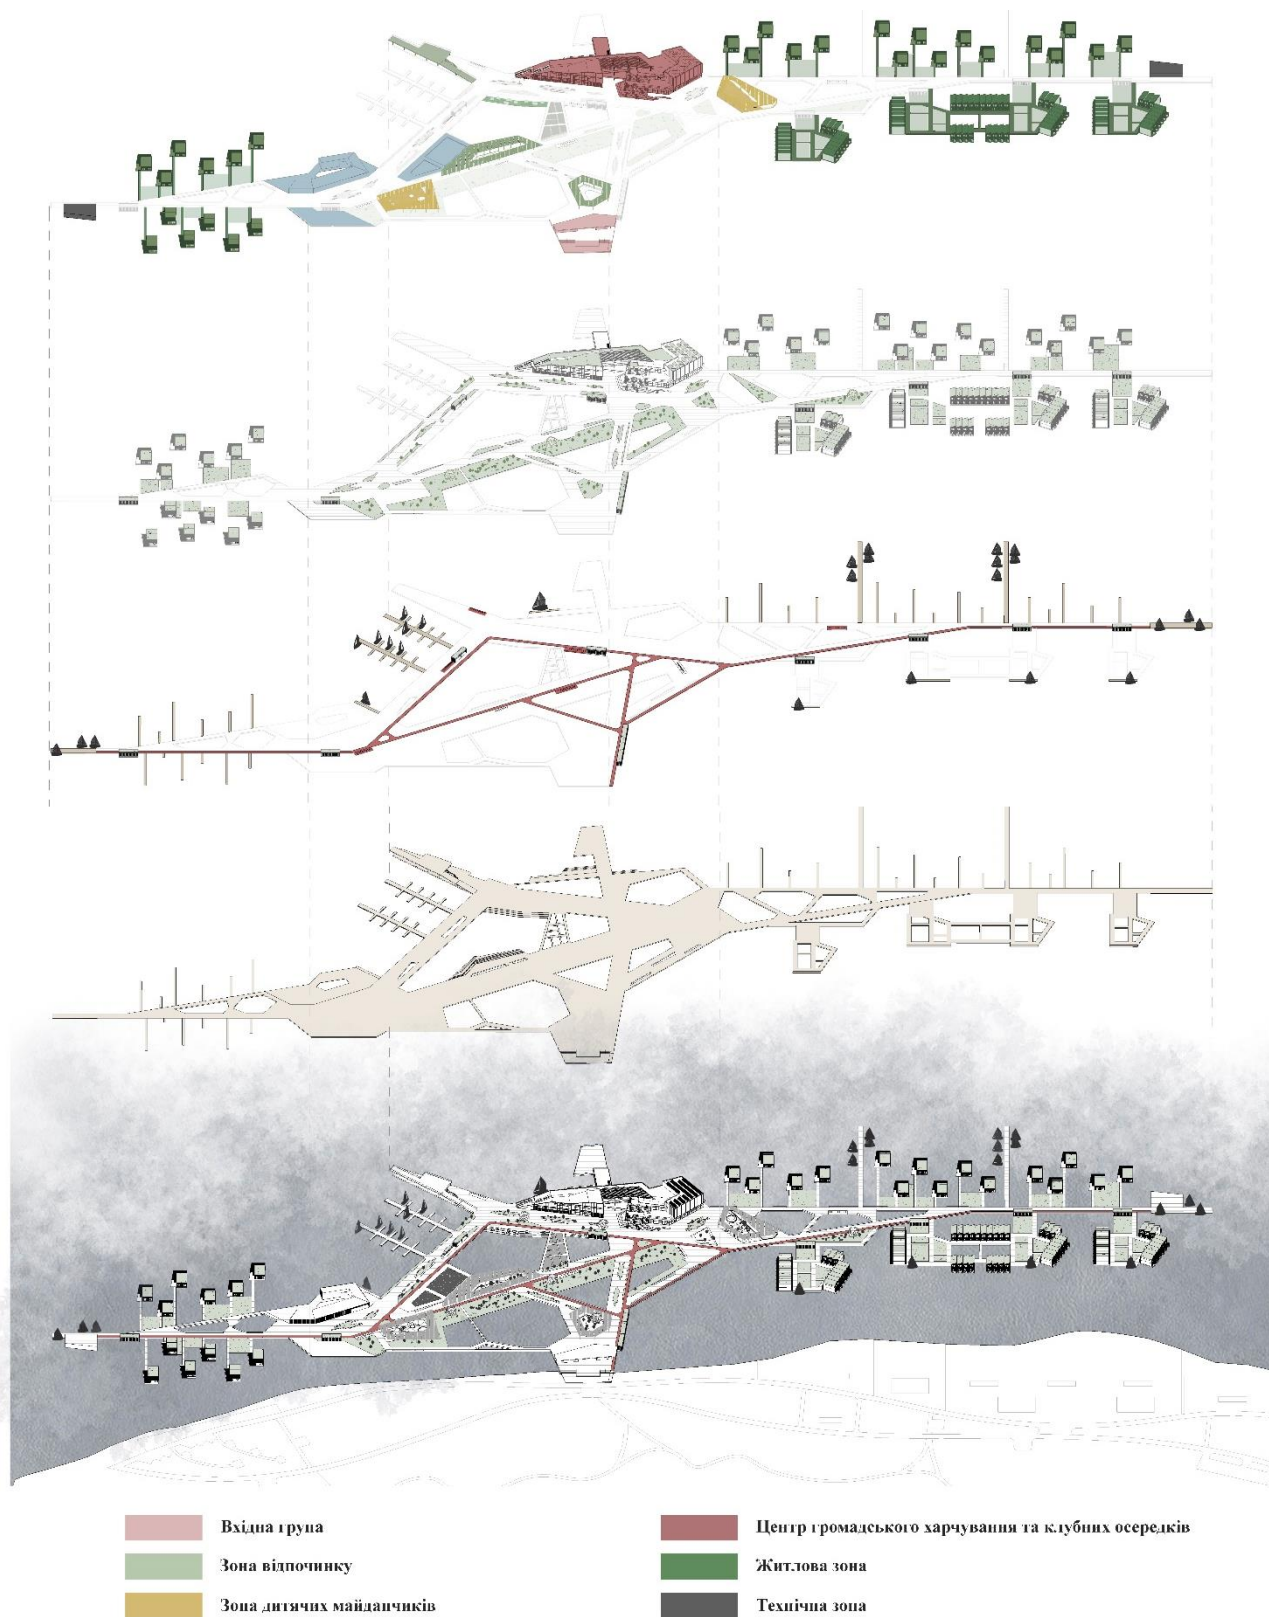 Вхідна група
Зона відпочинку
Зона дитячих майданчиків
Центр громадського харчування та клубних осередків
Житлова зона
Технічна зона